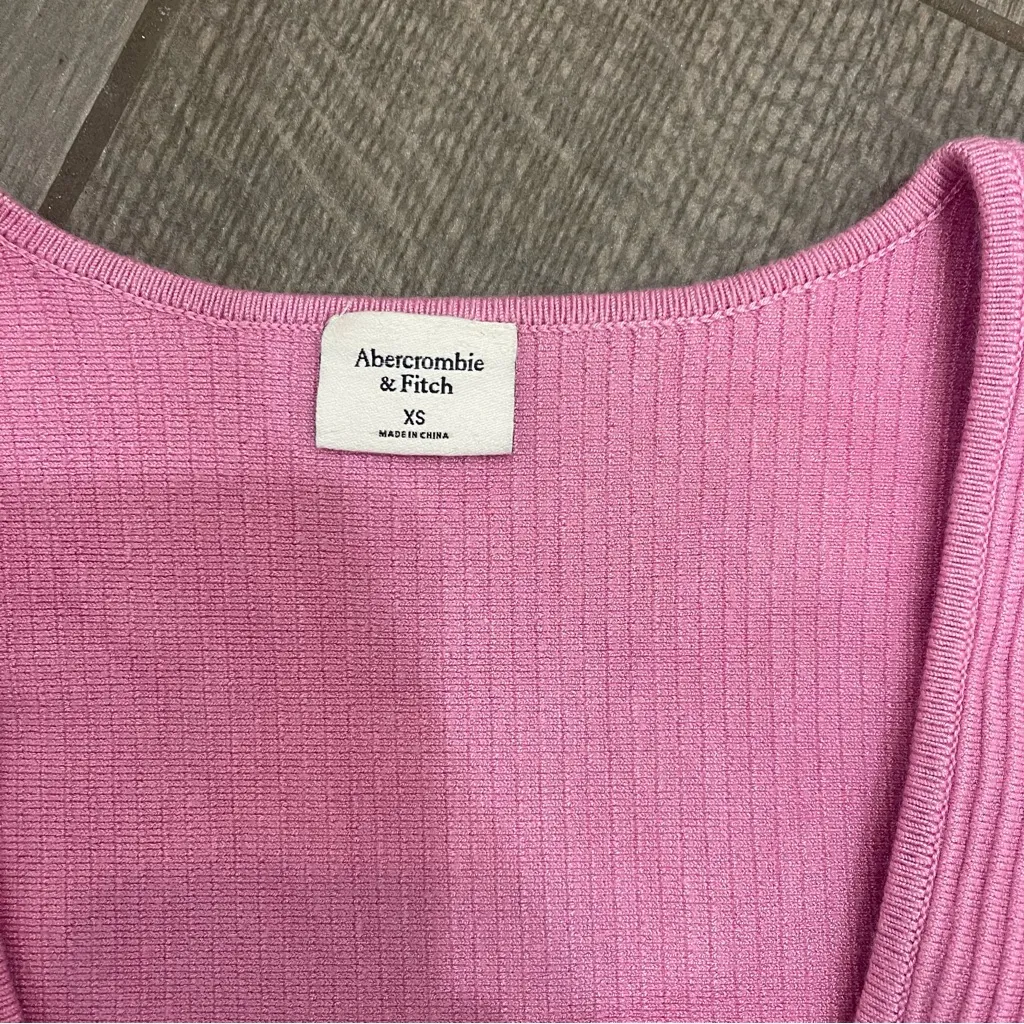 Abercrombie
& Fitch
XS
MADE IN CHINA